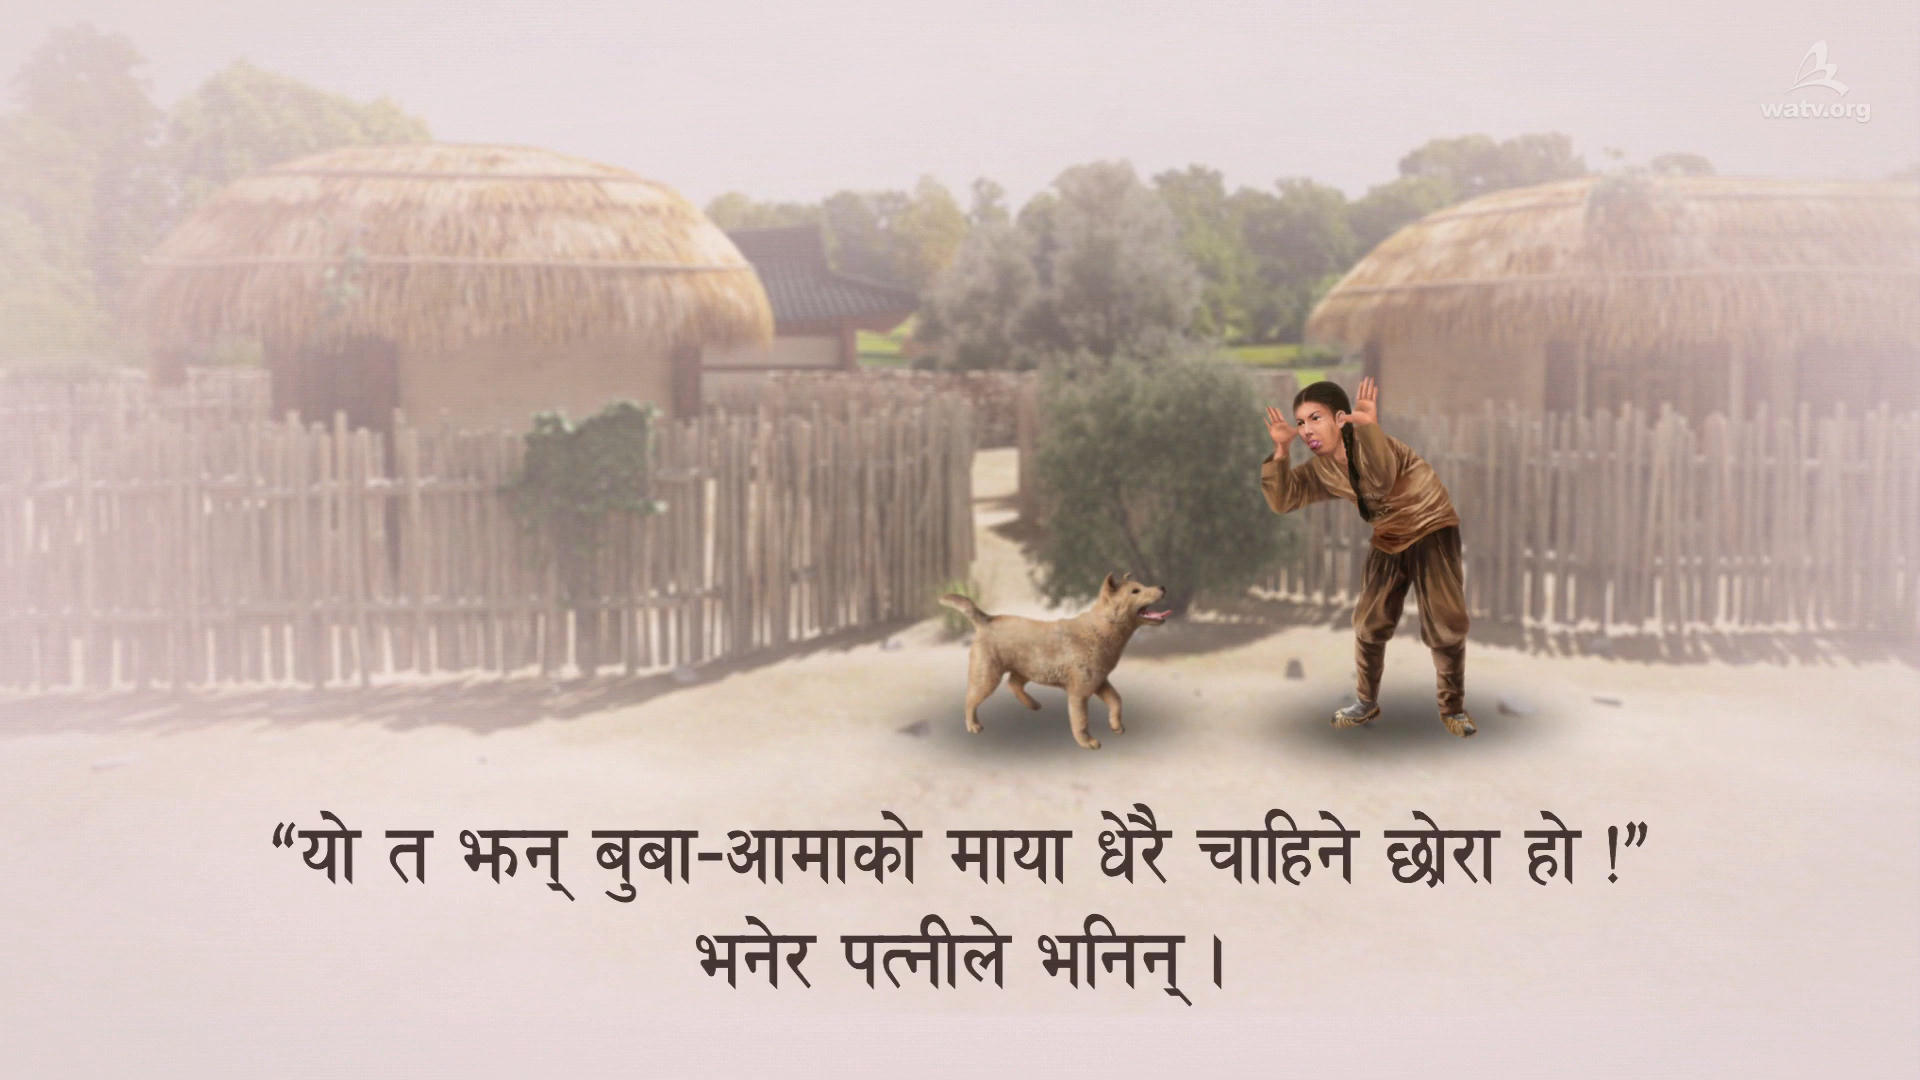 watv.org
“यो त झन् बुबा-आमाको माया धेरै चाहिने छोरा हो !”
भनेर पत्नीले भनिन् ।